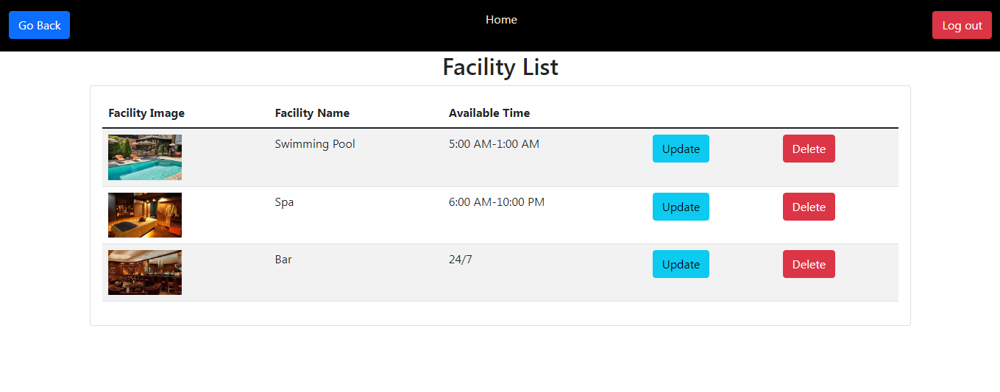 Go Back
Home
Log out
Facility List
Facility Image Facility Name Available Time
Swimming Pool 5:00 AM-1:00 AM Update Delete
Spa 6:00 AM-10:00 PM Update Delete
Bar 24/7 Update Delete